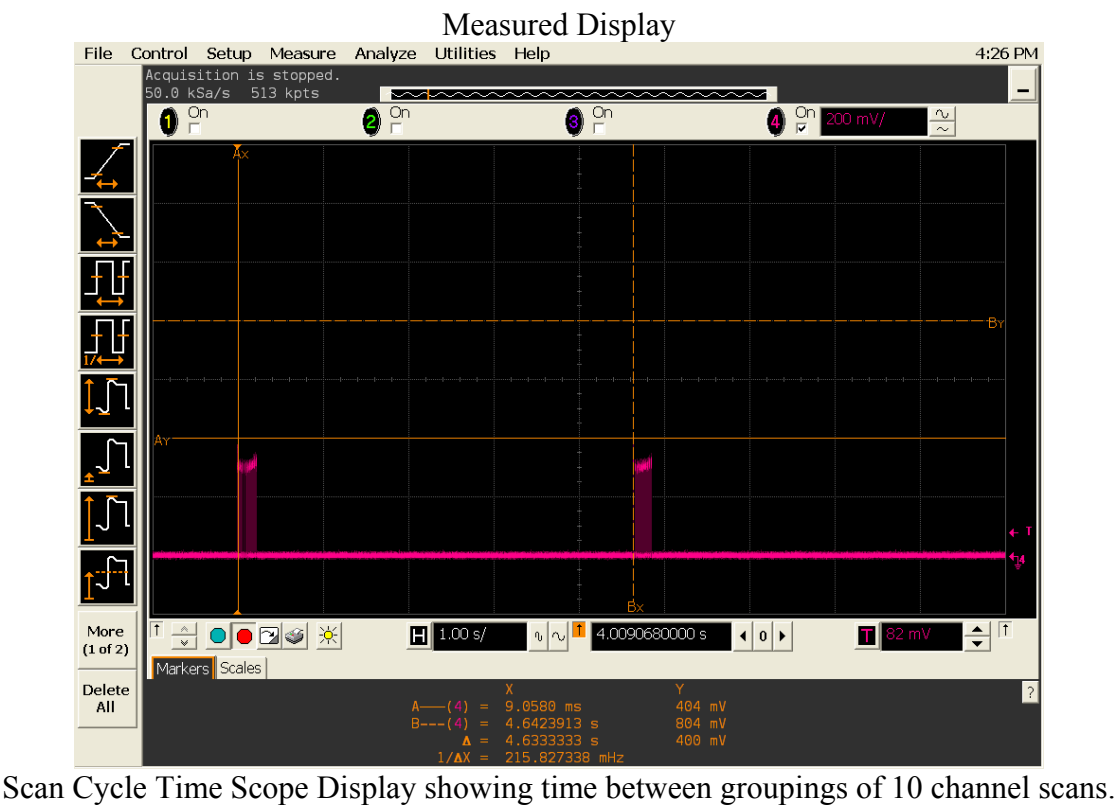 Measured Display
File Control Setup Measure Analyze Utilities Help 4:26 PM
Acquisition is stopped.
50.0 kSa/s 513 kpts
1 On 2 On 3 On 4 On 200 mV/
Ax
By
Ay
T
4
Bx
1/
More
(1 of 2)
Delete
All
H 1.00 s/ T 4.0090680000 s 0 T 82 mV
Markers Scales
?
X Y
A———(4) = 9.0580 ms 404 mV
B---(4) = 4.6423913 s 804 mV
Δ = 4.6333333 s 400 mV
1/ΔX = 215.827338 mHz
Scan Cycle Time Scope Display showing time between groupings of 10 channel scans.